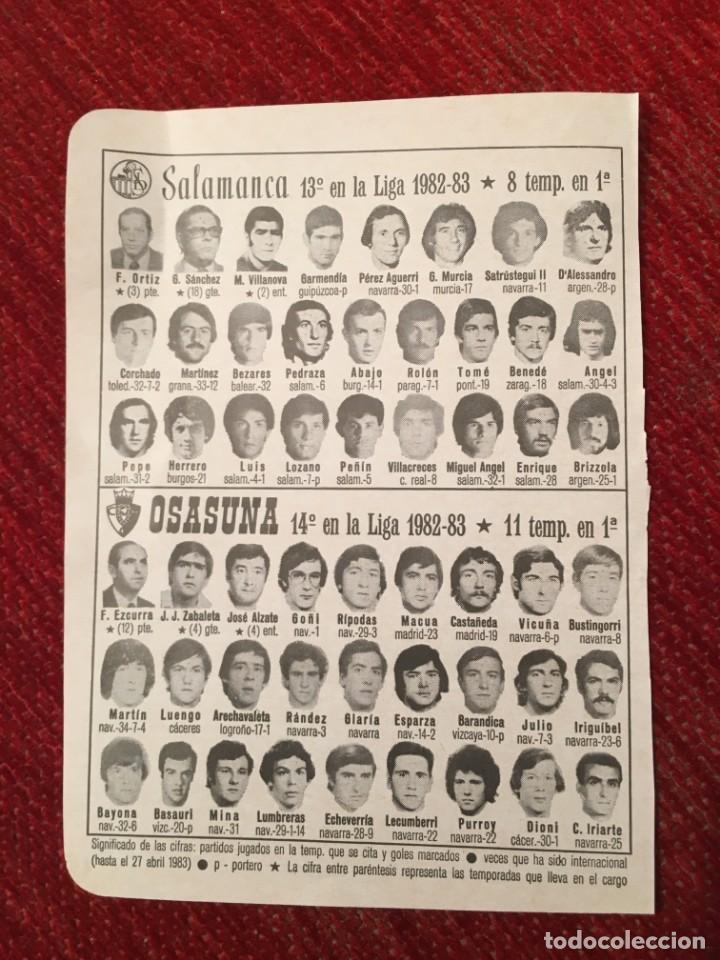 Salamanca 13º en la Liga 1982-83 ★ 8 temp. en 1ª
F. Ortiz G. Sánchez M. Villanova Garmendía Pérez Aguerri G. Murcia Satrústegui II D'Alessandro
★ (3) pte. ★ (18) gte. ★ (2) ent. guipúzcoa-p navarra-30-1 murcia-17 navarra-11 argen.-28-p
Corchado Martínez Bezares Pedraza Abajo Rolón Tomé Benedé Angel
toled.-32-7-2 grana.-33-12 balear.-32 salam.-6 burg.-14-1 parag.-7-1 pont.-19 zarag.-18 salam.-30-4-3
Pepe Herrero Luis Lozano Peñín Villacreces Miguel Angel Enrique Brizzola
salam.-31-2 burgos-21 salam.-4-1 salam.-7-p salam.-5 c. real-8 salam.-32-1 salam.-28 argen.-25-1
OSASUNA 14º en la Liga 1982-83 ★ 11 temp. en 1ª
F. Ezcurra J. J. Zabaleta José Alzate Goñi Rípodas Macua Castañeda Vicuña Bustingorri
★ (12) pte. ★ (4) gte. ★ (4) ent. nav.-1 nav.-29-3 madrid-23 madrid-19 navarra-6-p navarra-8
Martín Luengo Arechavaleta Rández Glaría Esparza Barandica Julio Iriguíbel
nav.-34-7-4 cáceres logroño-17-1 navarra-3 navarra nav.-14-2 vizcaya-10-p nav.-7-3 navarra-23-6
Bayona Basauri Mina Lumbreras Echeverría Lecumberri Purroy Dioni C. Iriarte
nav.-32-6 vizc.-20-p nav.-31 nav.-29-1-14 navarra-28-9 navarra-22 navarra-22 cácer.-30-1 navarra-25
Significado de las cifras: partidos jugados en la temp. que se cita y goles marcados ● veces que ha sido internacional
(hasta el 27 abril 1983) ● p - portero ★ La cifra entre paréntesis representa las temporadas que lleva en el cargo
todocoleccion
todocoleccion.net